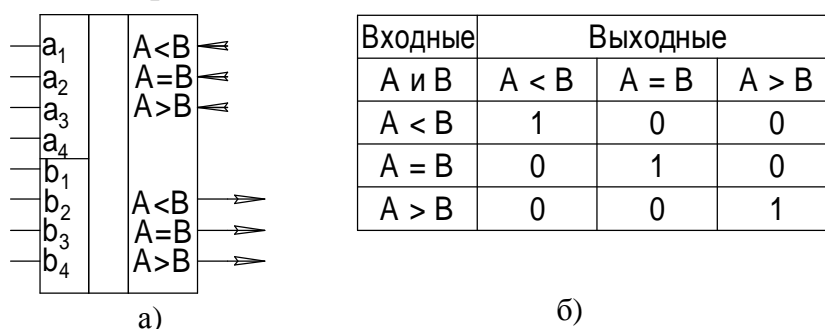 a1 A<B
a2 A=B
a3 A>B
a4
b1
b2 A<B
b3 A=B
b4 A>B
а)
Входные Выходные
А и В А < В А = В А > В
А < В 1 0 0
А = В 0 1 0
А > В 0 0 1
б)